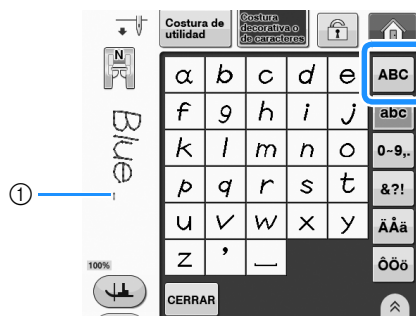 Costura de utilidad
Costura decorativa o de caracteres
N
α b c d e
ABC
f g h i j
abc
Blue
k l m n o
0~9,.
①
p q r s t
&?!
u v w x y
ÄÅä
z ’ _
ÔÖö
100%
CERRAR